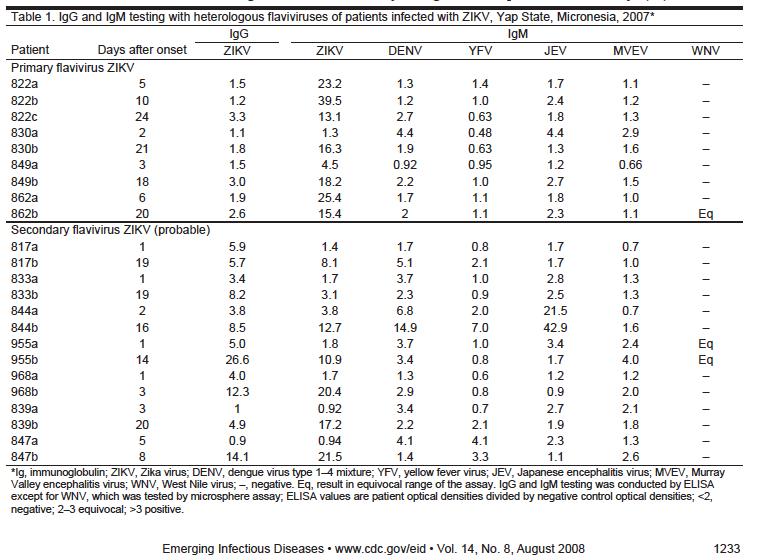 Table 1. IgG and IgM testing with heterologous flaviviruses of patients infected with ZIKV, Yap State, Micronesia, 2007*
IgG IgM
Patient Days after onset ZIKV ZIKV DENV YFV JEV MVEV WNV
Primary flavivirus ZIKV
822a 5 1.5 23.2 1.3 1.4 1.7 1.1 –
822b 10 1.2 39.5 1.2 1.0 2.4 1.2 –
822c 24 3.3 13.1 2.7 0.63 1.8 1.3 –
830a 2 1.1 1.3 4.4 0.48 4.4 2.9 –
830b 21 1.8 16.3 1.9 0.63 1.3 1.6 –
849a 3 1.5 4.5 0.92 0.95 1.2 0.66 –
849b 18 3.0 18.2 2.2 1.0 2.7 1.5 –
862a 6 1.9 25.4 1.7 1.1 1.8 1.0 –
862b 20 2.6 15.4 2 1.1 2.3 1.1 Eq
Secondary flavivirus ZIKV (probable)
817a 1 5.9 1.4 1.7 0.8 1.7 0.7 –
817b 19 5.7 8.1 5.1 2.1 1.7 1.0 –
833a 1 3.4 1.7 3.7 1.0 2.8 1.3 –
833b 19 8.2 3.1 2.3 0.9 2.5 1.3 –
844a 2 3.8 3.8 6.8 2.0 21.5 0.7 –
844b 16 8.5 12.7 14.9 7.0 42.9 1.6 –
955a 1 5.0 1.8 3.7 1.0 3.4 2.4 Eq
955b 14 26.6 10.9 3.4 0.8 1.7 4.0 Eq
968a 1 4.0 1.7 1.3 0.6 1.2 1.2 –
968b 3 12.3 20.4 2.9 0.8 0.9 2.0 –
839a 3 1 0.92 3.4 0.7 2.7 2.1 –
839b 20 4.9 17.2 2.2 2.1 1.9 1.8 –
847a 5 0.9 0.94 4.1 4.1 2.3 1.3 –
847b 8 14.1 21.5 1.4 3.3 1.1 2.6 –
*Ig, immunoglobulin; ZIKV, Zika virus; DENV, dengue virus type 1–4 mixture; YFV, yellow fever virus; JEV, Japanese encephalitis virus; MVEV, Murray
Valley encephalitis virus; WNV, West Nile virus; –, negative. Eq, result in equivocal range of the assay. IgG and IgM testing was conducted by ELISA
except for WNV, which was tested by microsphere assay; ELISA values are patient optical densities divided by negative control optical densities; <2,
negative; 2–3 equivocal; >3 positive.
Emerging Infectious Diseases • www.cdc.gov/eid • Vol. 14, No. 8, August 2008 1233